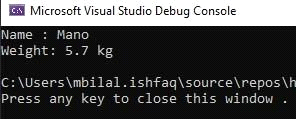 Microsoft Visual Studio Debug Console
Name : Mano
Weight: 5.7 kg
C:\Users\mbilal.ishfaq\source\repos\h
Press any key to close this window .